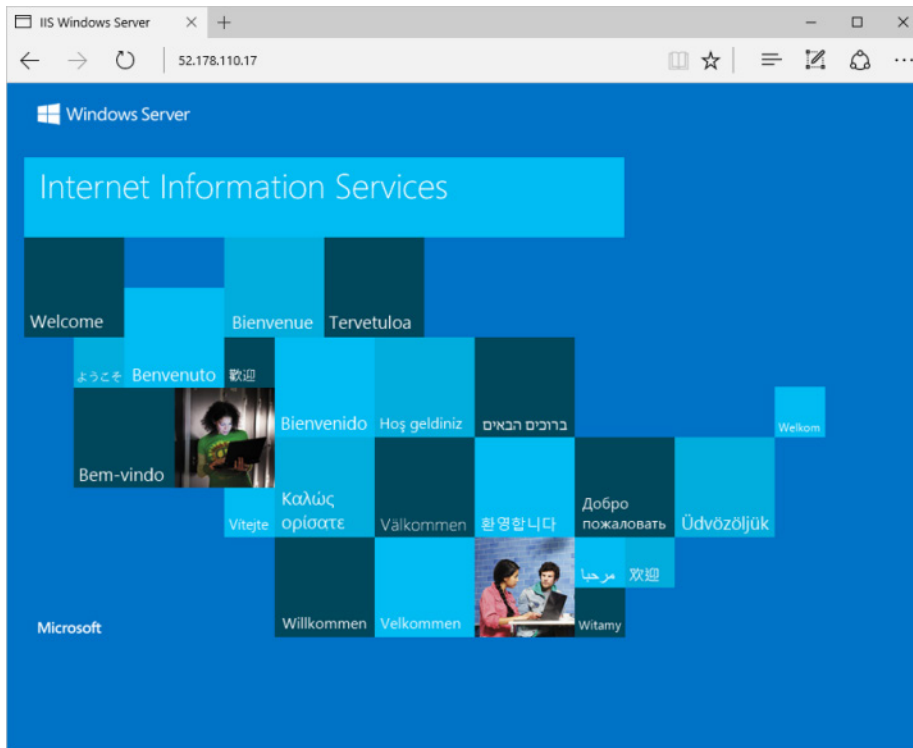 IIS Windows Server
52.178.110.17
Windows Server
Internet Information Services
Welcome
Bienvenue
Tervetuloa
ようこそ
Benvenuto
歡迎
Bienvenido
Hoş geldiniz
ברוכים הבאים
Welkom
Bem-vindo
Vítejte
Καλώς
ορίσατε
Välkommen
환영합니다
Добро
пожаловать
Üdvözöljük
مرحبا
欢迎
Willkommen
Velkommen
Witamy
Microsoft